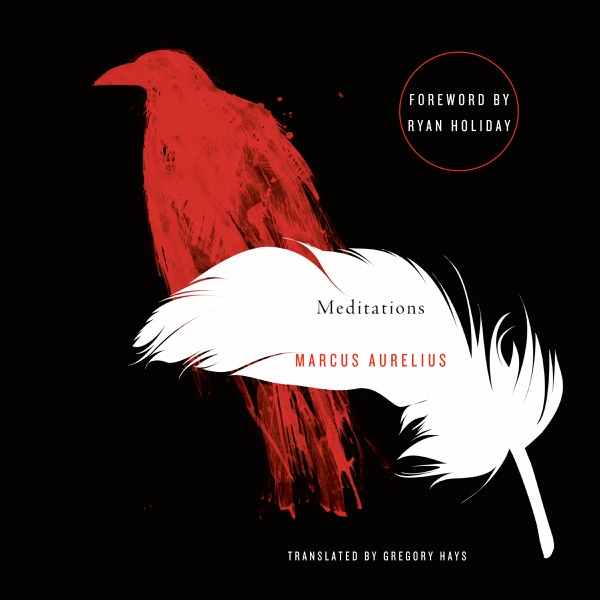 FOREWORD BY
RYAN HOLIDAY
Meditations
MARCUS AURELIUS
TRANSLATED BY GREGORY HAYS